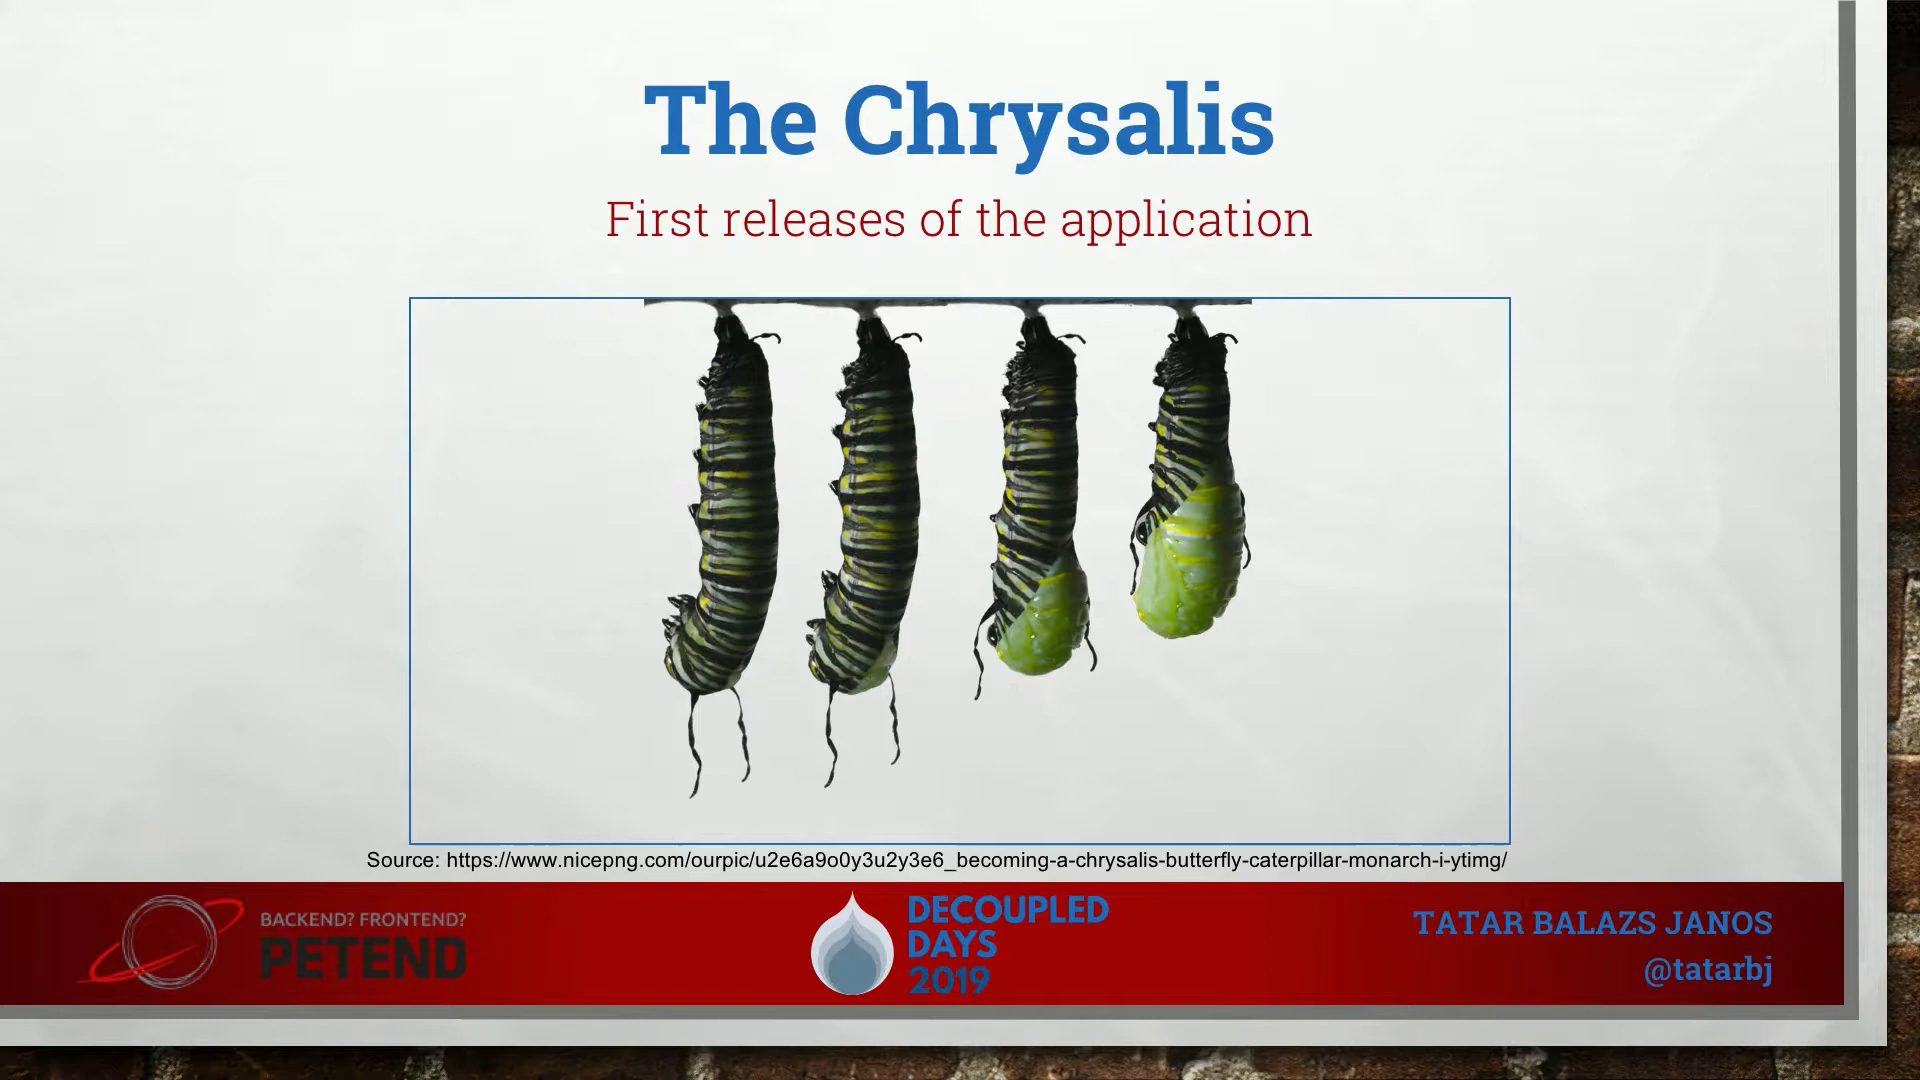 The Chrysalis
First releases of the application
Source: https://www.nicepng.com/ourpic/u2e6a9o0y3u2y3e6_becoming-a-chrysalis-butterfly-caterpillar-monarch-i-ytimg/
BACKEND? FRONTEND?
PETEND
DECOUPLED
DAYS
2019
TATAR BALAZS JANOS
@tatarbj